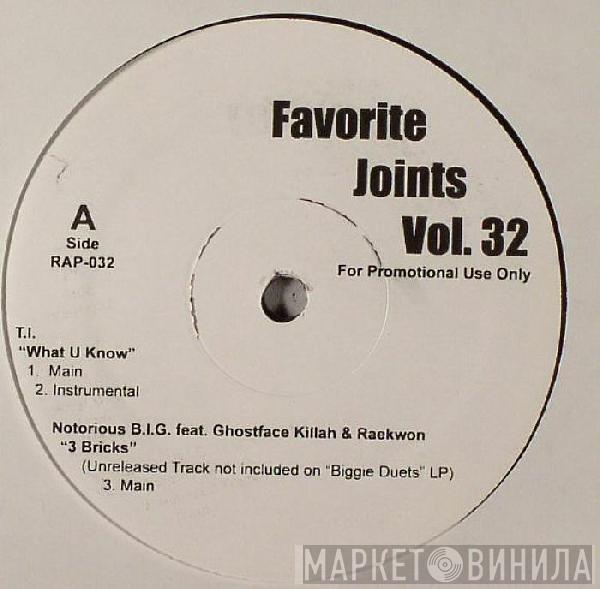 Favorite
Joints
Vol. 32
For Promotional Use Only
A
Side
RAP-032
T.I.
"What U Know"
1. Main
2. Instrumental
Notorious B.I.G. feat. Ghostface Killah & Raekwon
"3 Bricks"
(Unreleased Track not included on "Biggie Duets" LP)
3. Main
МАРКЕТ ВИНИЛА